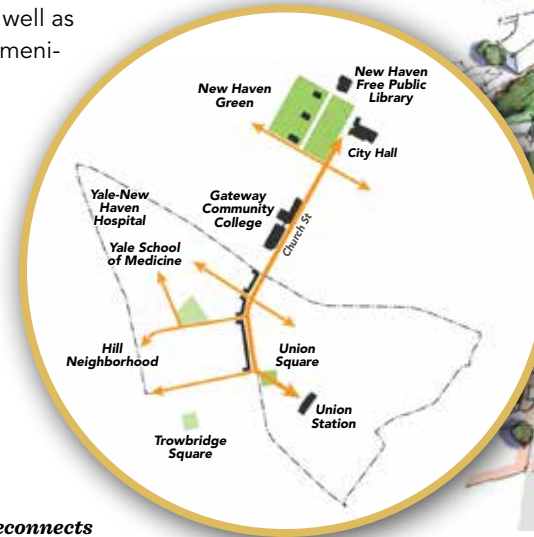 well as
meni-
New Haven
Green
New Haven
Free Public
Library
City Hall
Gateway
Community
College
Church St
Yale-New
Haven
Hospital
Yale School
of Medicine
Hill
Neighborhood
Union
Square
Union
Station
Trowbridge
Square
econnects